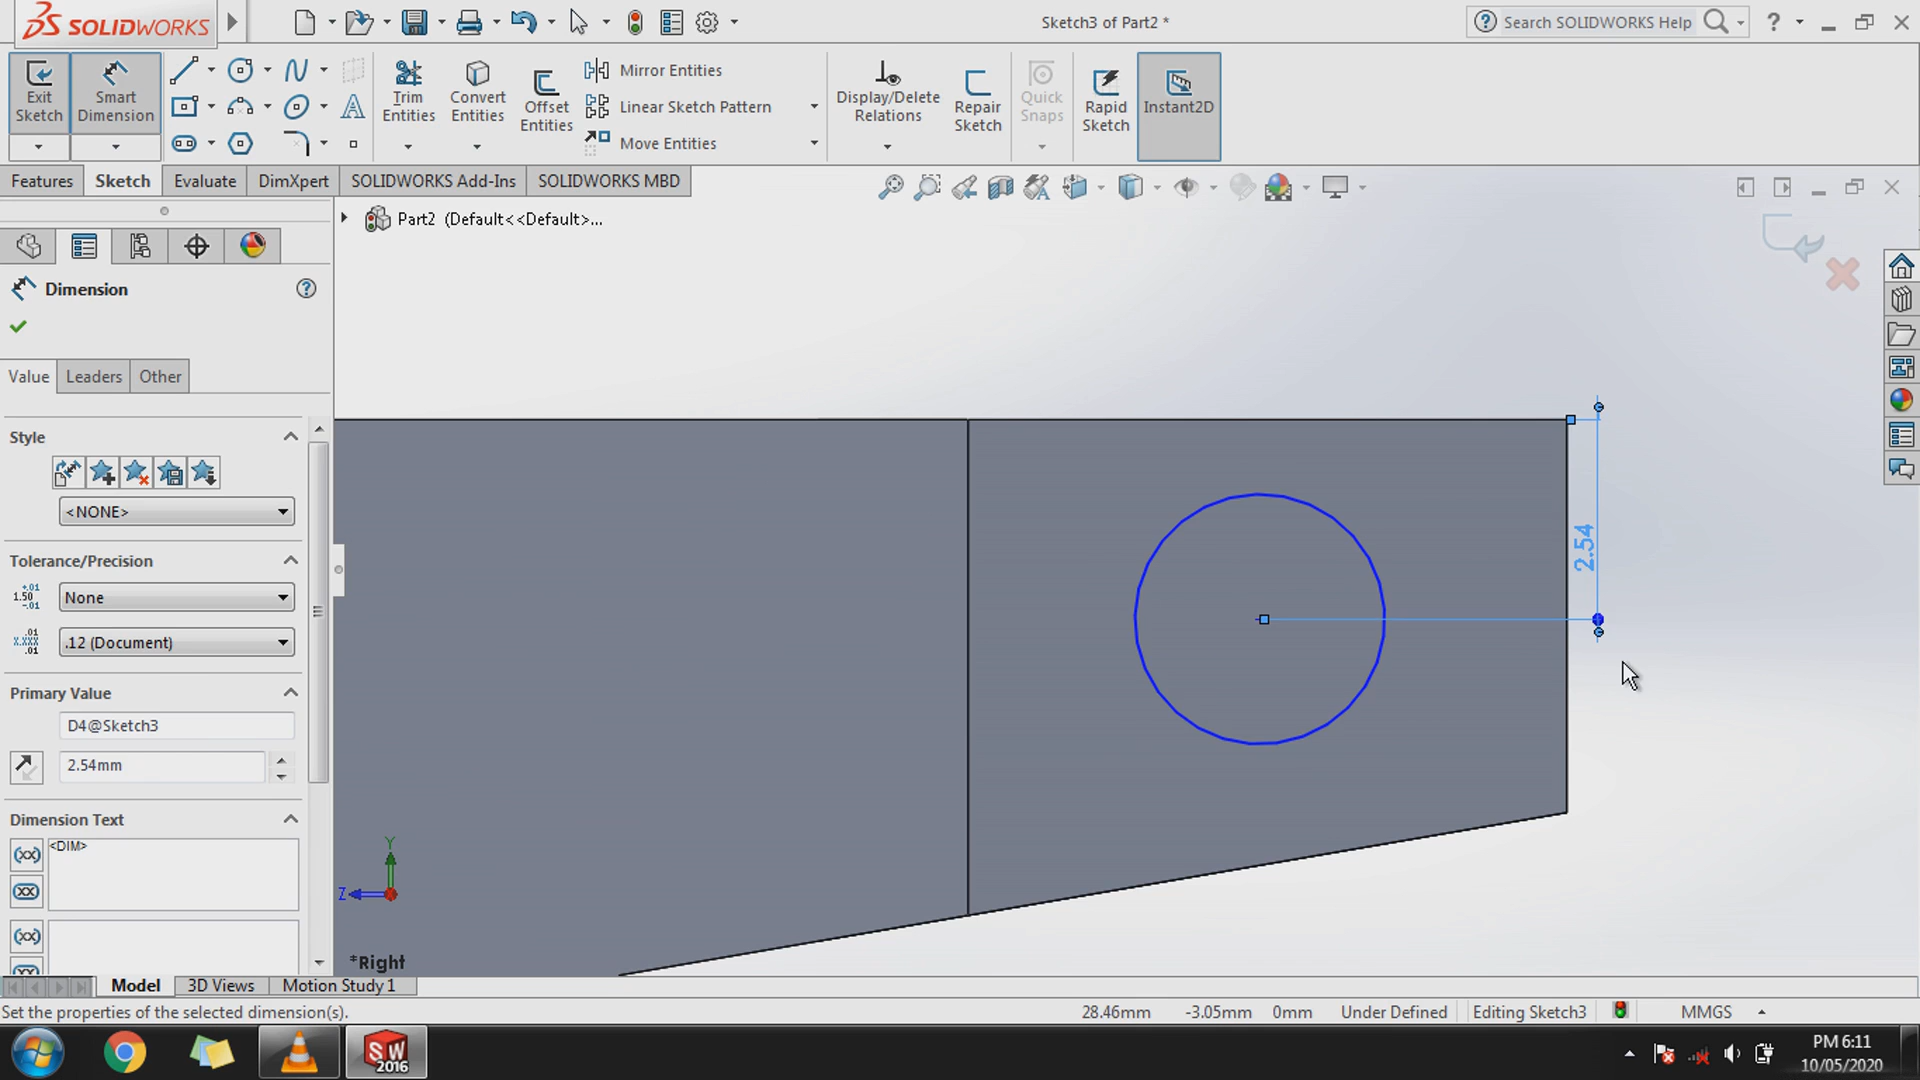 SOLIDWORKS
Sketch3 of Part2 *
Search SOLIDWORKS Help
Exit Sketch
Smart Dimension
Trim Entities
Convert Entities
Offset Entities
Mirror Entities
Linear Sketch Pattern
Move Entities
Display/Delete Relations
Repair Sketch
Quick Snaps
Rapid Sketch
Instant2D
Features
Sketch
Evaluate
DimXpert
SOLIDWORKS Add-Ins
SOLIDWORKS MBD
Part2 (Default<<Default>...
Dimension
Value
Leaders
Other
Style
<NONE>
Tolerance/Precision
None
.12 (Document)
Primary Value
D4@Sketch3
2.54mm
Dimension Text
<DIM>
2.54
Y
Z
*Right
Model
3D Views
Motion Study 1
Set the properties of the selected dimension(s).
28.46mm
-3.05mm
0mm
Under Defined
Editing Sketch3
MMGS
SW
2016
PM 6:11
10/05/2020